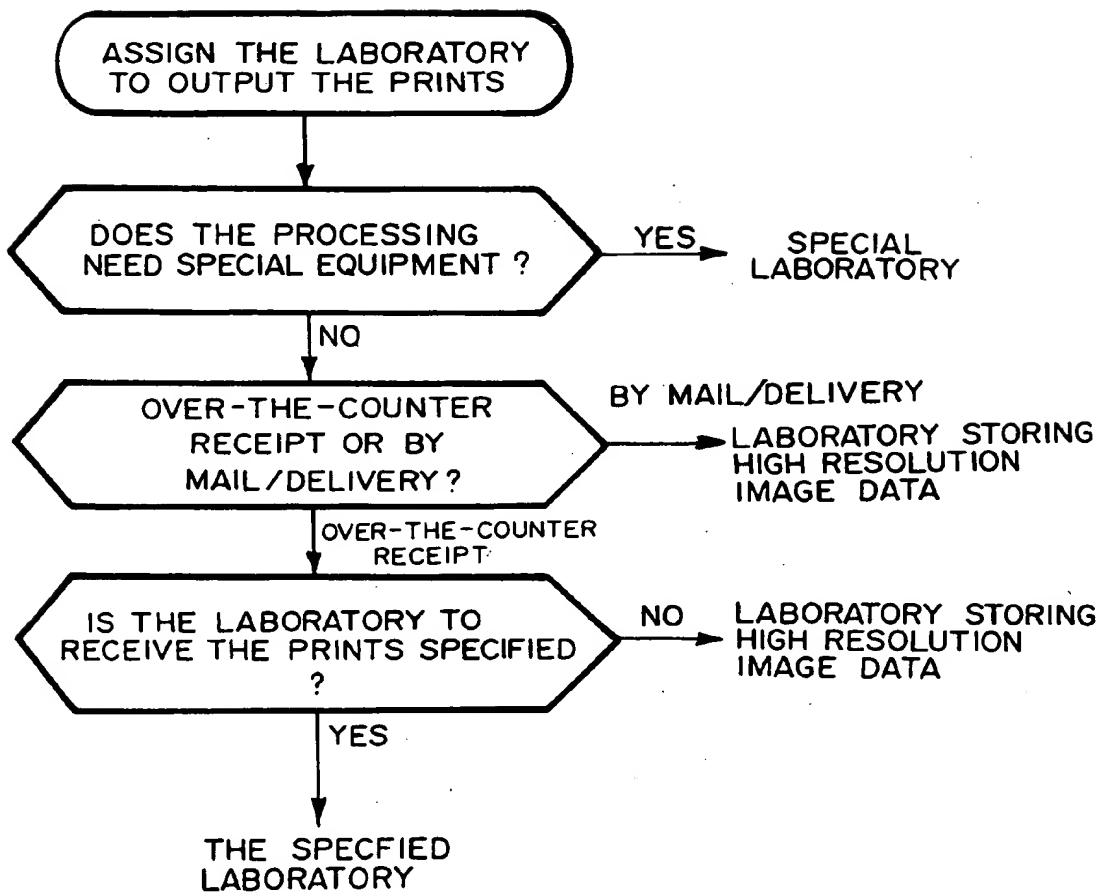 ASSIGN THE LABORATORY
TO OUTPUT THE PRINTS
DOES THE PROCESSING
NEED SPECIAL EQUIPMENT ?
YES
SPECIAL
LABORATORY
NO
OVER-THE-COUNTER
RECEIPT OR BY
MAIL/DELIVERY ?
BY MAIL/DELIVERY
LABORATORY STORING
HIGH RESOLUTION
IMAGE DATA
OVER-THE-COUNTER
RECEIPT
IS THE LABORATORY TO
RECEIVE THE PRINTS SPECIFIED
?
NO
LABORATORY STORING
HIGH RESOLUTION
IMAGE DATA
YES
THE SPECFIED
LABORATORY